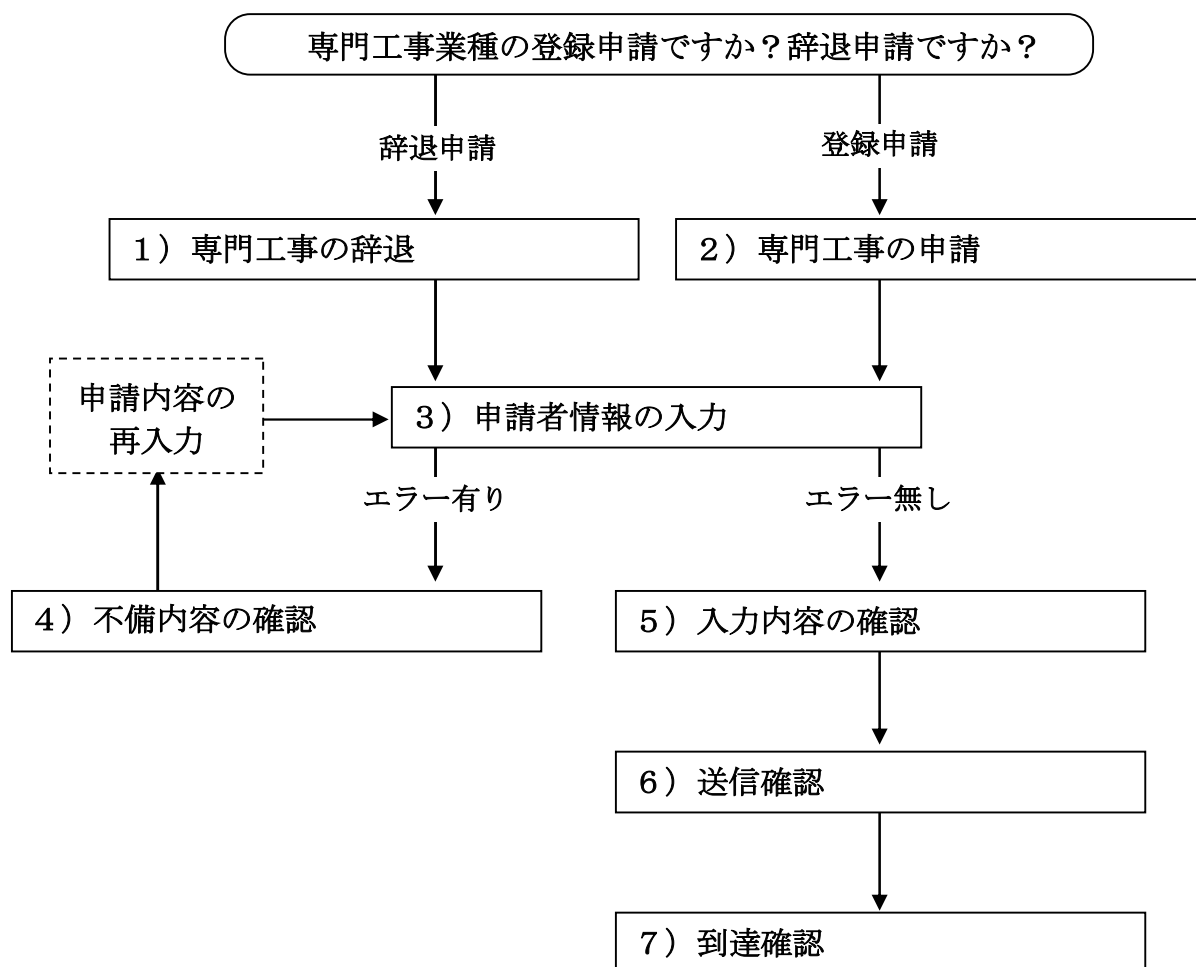 専門工事業種の登録申請ですか？辞退申請ですか？
辞退申請
登録申請
１）専門工事の辞退
２）専門工事の申請
申請内容の
再入力
３）申請者情報の入力
エラー有り
エラー無し
４）不備内容の確認
５）入力内容の確認
６）送信確認
７）到達確認